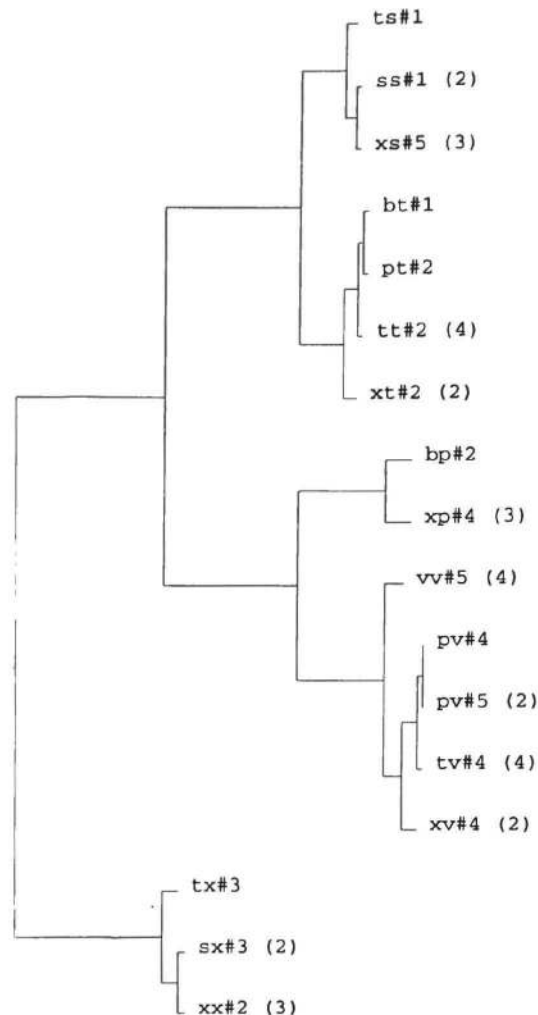 ts#1
ss#1 (2)
xs#5 (3)
bt#1
pt#2
tt#2 (4)
xt#2 (2)
bp#2
xp#4 (3)
vv#5 (4)
pv#4
pv#5 (2)
tv#4 (4)
xv#4 (2)
tx#3
sx#3 (2)
xx#2 (3)